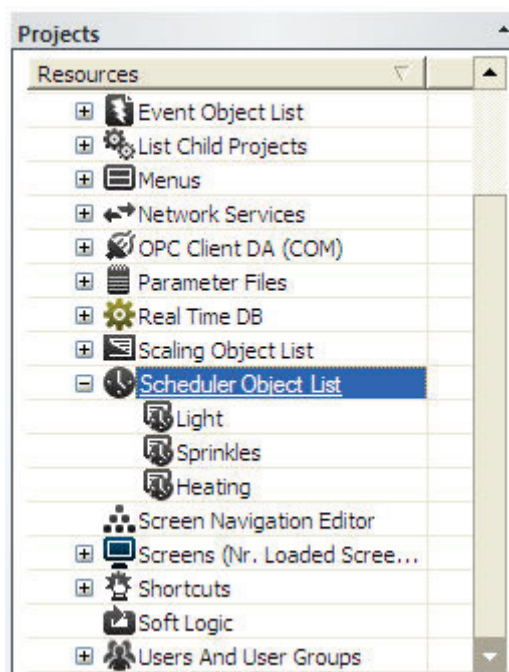 Projects
Resources
Event Object List
List Child Projects
Menus
Network Services
OPC Client DA (COM)
Parameter Files
Real Time DB
Scaling Object List
Scheduler Object List
Light
Sprinkles
Heating
Screen Navigation Editor
Screens (Nr. Loaded Scree...
Shortcuts
Soft Logic
Users And User Groups